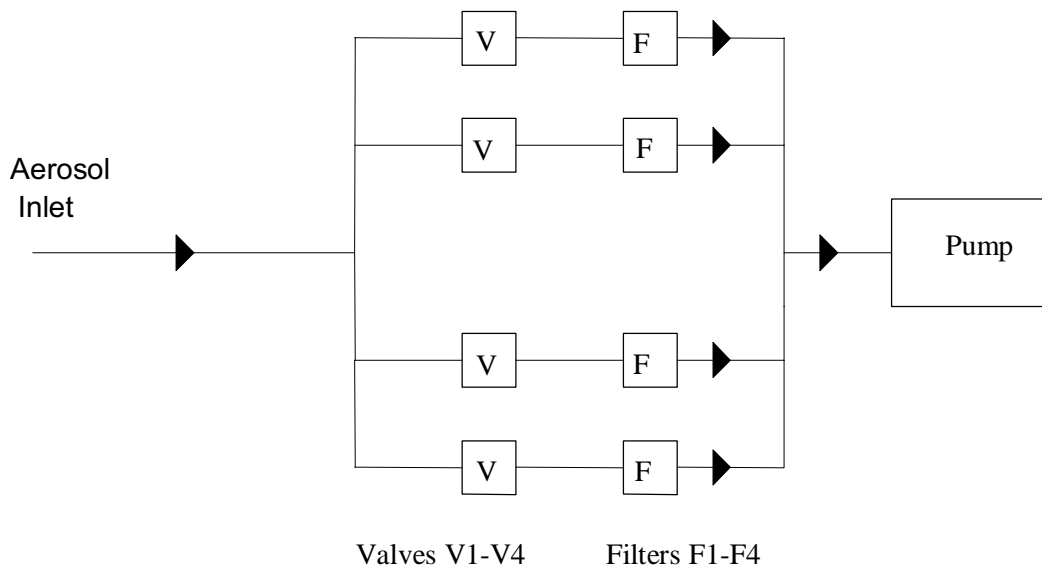 V F
V F
Aerosol
Inlet
Pump
V F
V F
Valves V1-V4 Filters F1-F4